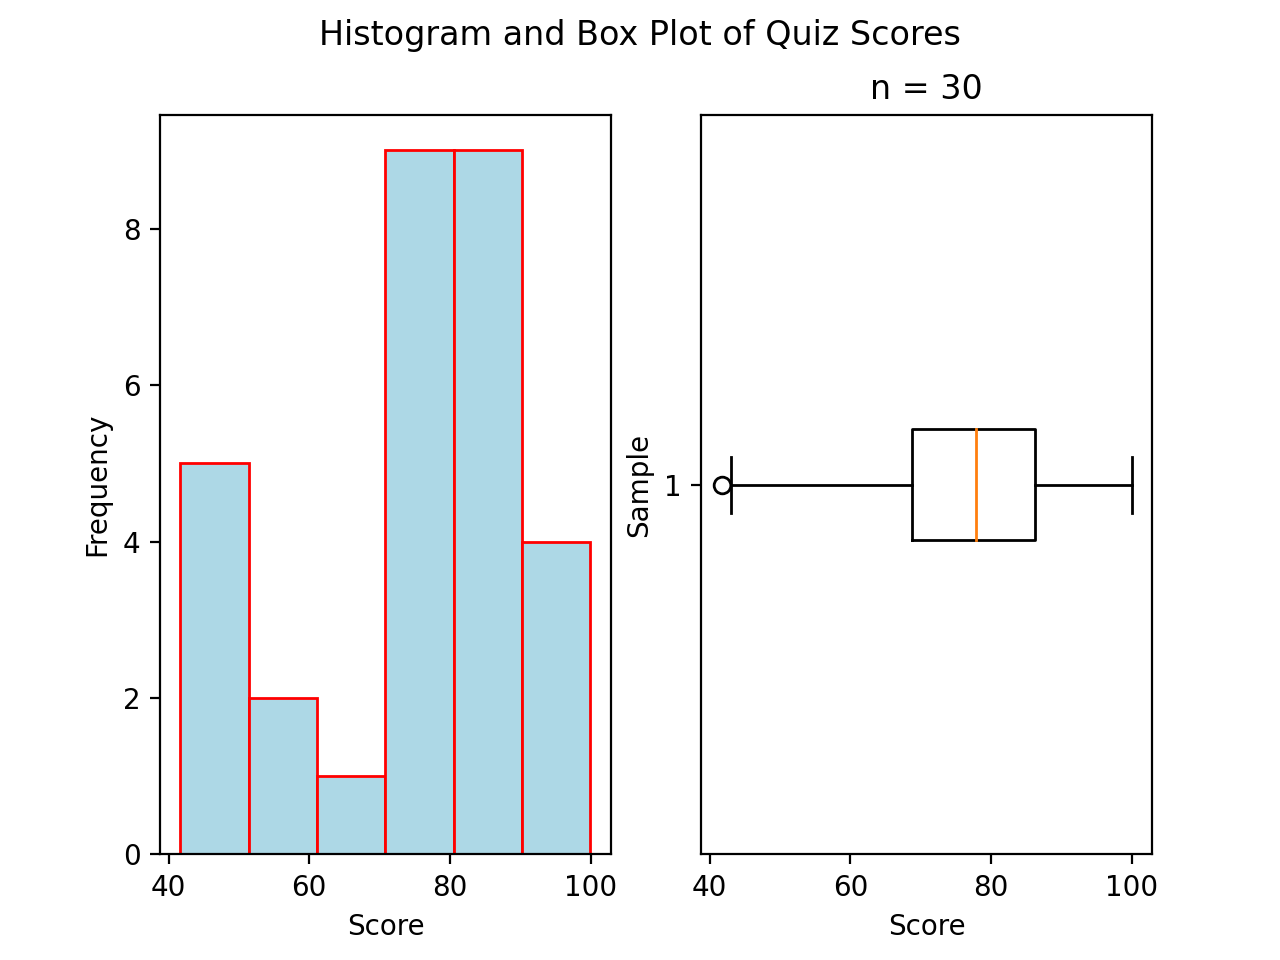 Histogram and Box Plot of Quiz Scores
Frequency
8
6
4
2
0
40 60 80 100
Score
n = 30
Sample
1
40 60 80 100
Score